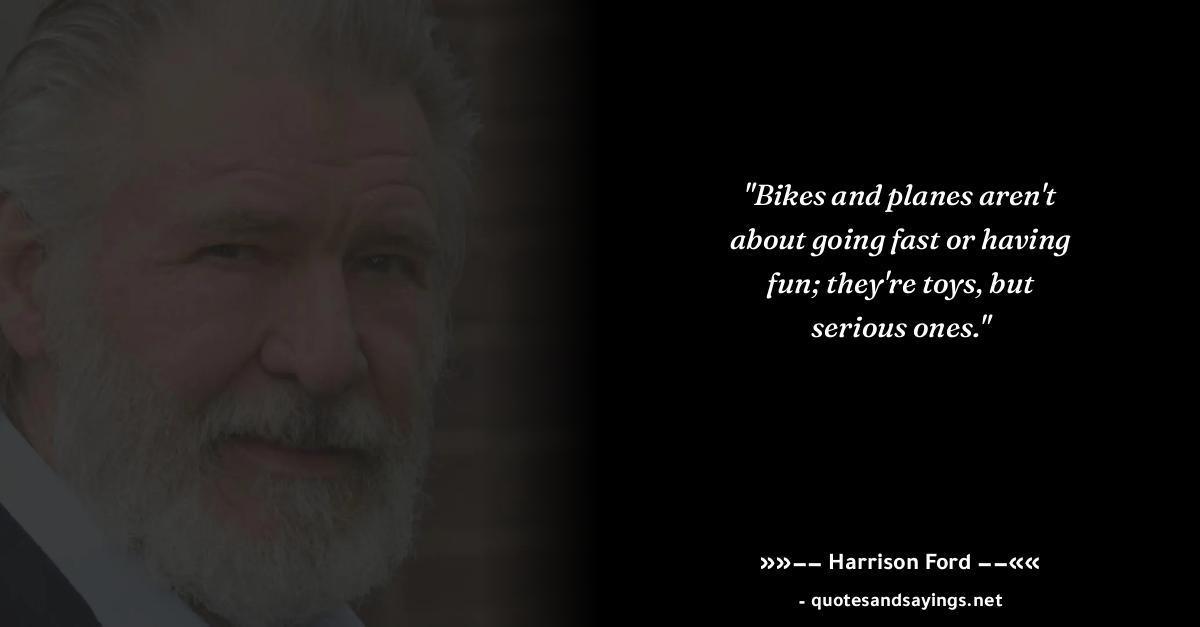 "Bikes and planes aren't
about going fast or having
fun; they're toys, but
serious ones."
»»−− Harrison Ford −−««
- quotesandsayings.net